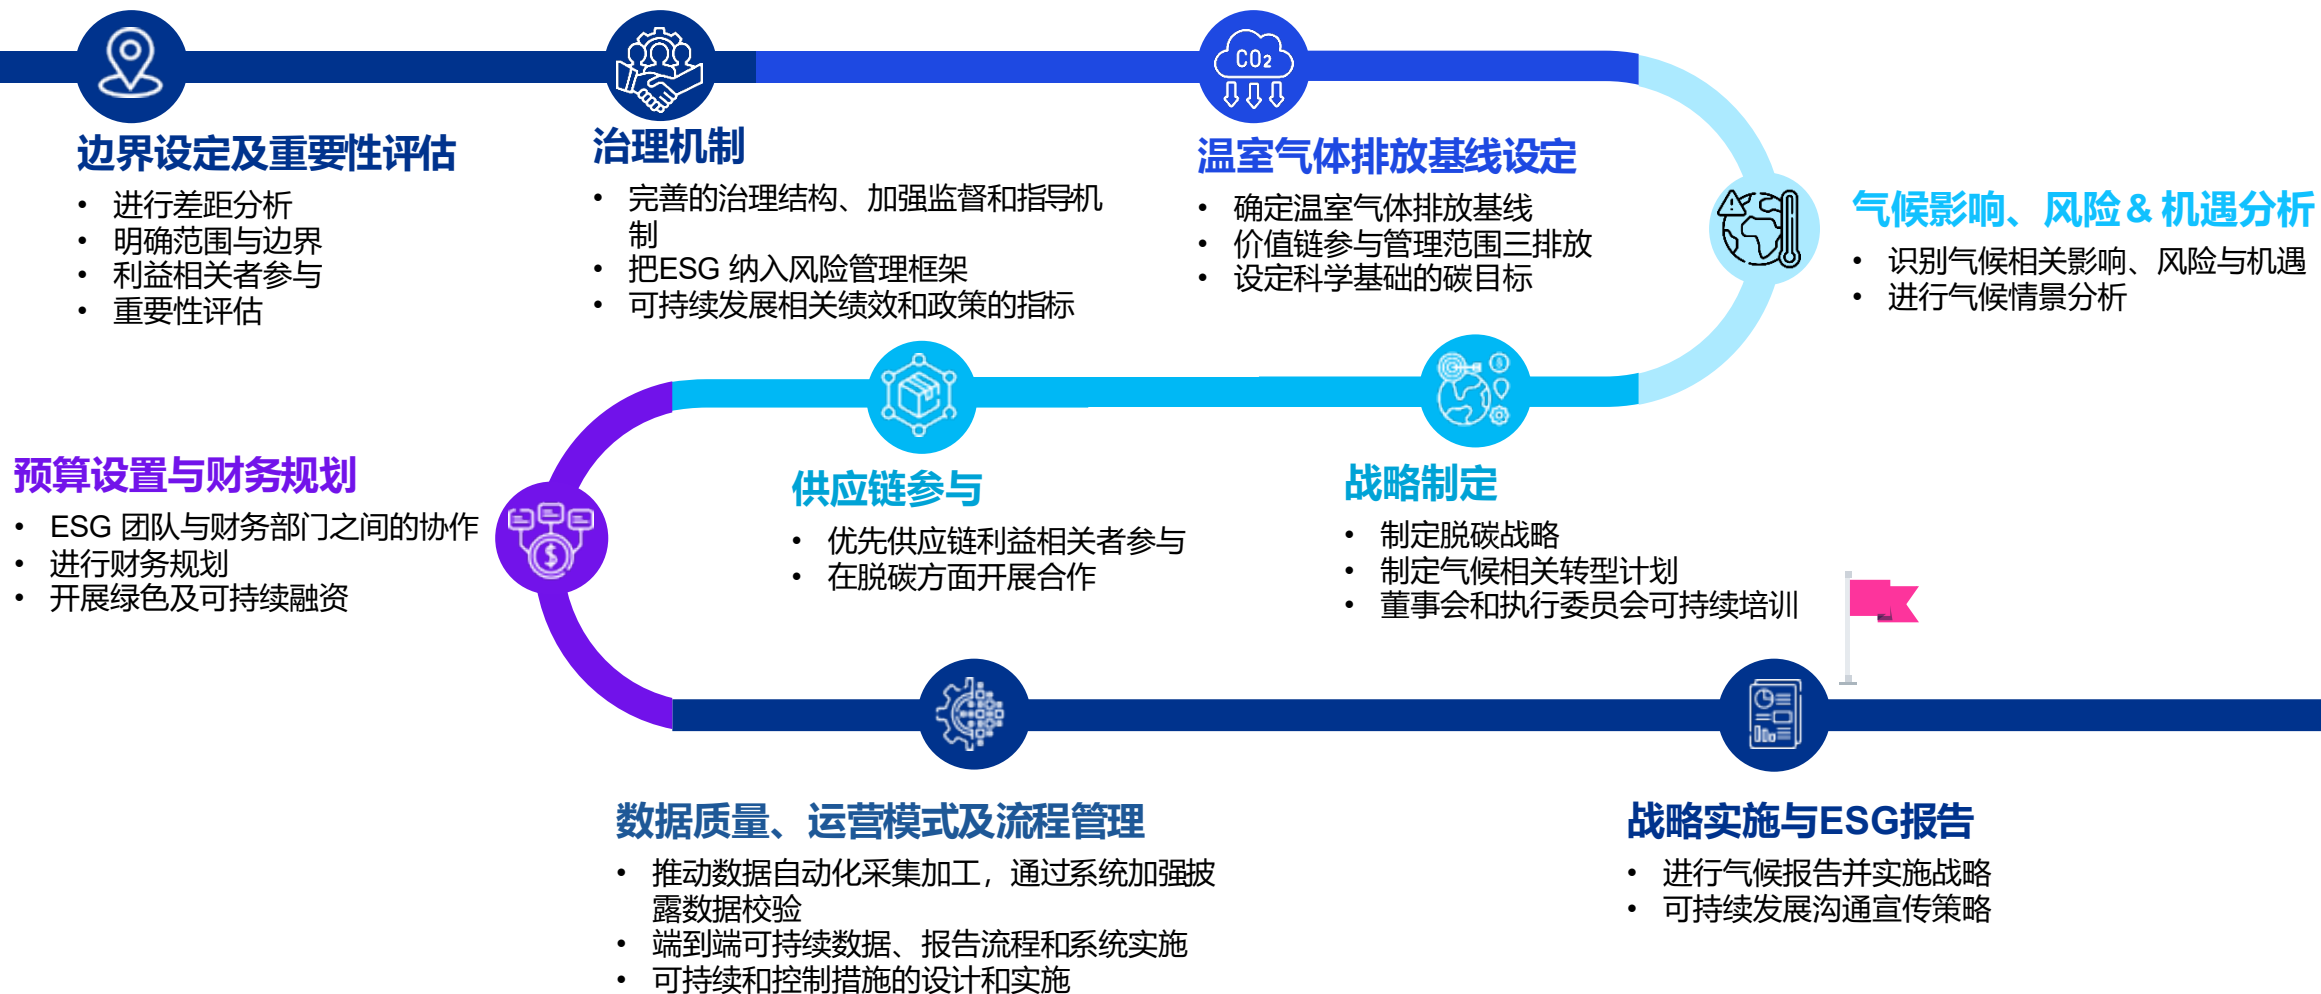 CO₂
边界设定及重要性评估
• 进行差距分析
• 明确范围与边界
• 利益相关者参与
• 重要性评估
治理机制
• 完善的治理结构、加强监督和指导机
制
• 把ESG 纳入风险管理框架
• 可持续发展相关绩效和政策的指标
温室气体排放基线设定
• 确定温室气体排放基线
• 价值链参与管理范围三排放
• 设定科学基础的碳目标
气候影响、风险& 机遇分析
• 识别气候相关影响、风险与机遇
• 进行气候情景分析
战略制定
• 制定脱碳战略
• 制定气候相关转型计划
• 董事会和执行委员会可持续培训
供应链参与
• 优先供应链利益相关者参与
• 在脱碳方面开展合作
预算设置与财务规划
• ESG 团队与财务部门之间的协作
• 进行财务规划
• 开展绿色及可持续融资
$
数据质量、运营模式及流程管理
• 推动数据自动化采集加工，通过系统加强披
露数据校验
• 端到端可持续数据、报告流程和系统实施
• 可持续和控制措施的设计和实施
战略实施与ESG报告
• 进行气候报告并实施战略
• 可持续发展沟通宣传策略